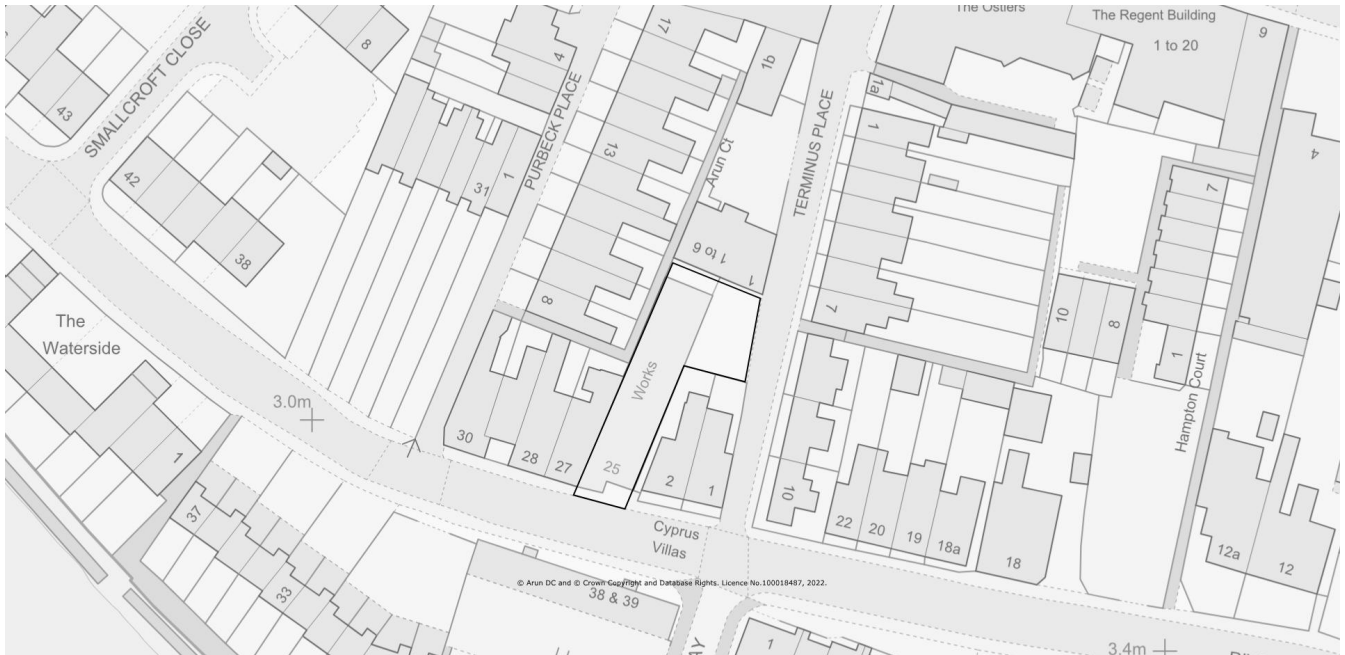 The Ostlers
The Regent Building
1 to 20
9
17
4
1b
8
SMALLCROFT CLOSE
43
1a
1
4
PURBECK PLACE
13
31
1
Arun Ct
TERMINUS PLACE
42
7
38
1 to 6
1
8
7
10
8
1
The
Waterside
Works
Hampton Court
3.0m
30
28
27
25
2
1
10
22
20
19
18a
18
12a
12
1
37
33
Cyprus
Villas
© Arun DC and © Crown Copyright and Database Rights. Licence No.100018487, 2022.
38 & 39
1
3.4m